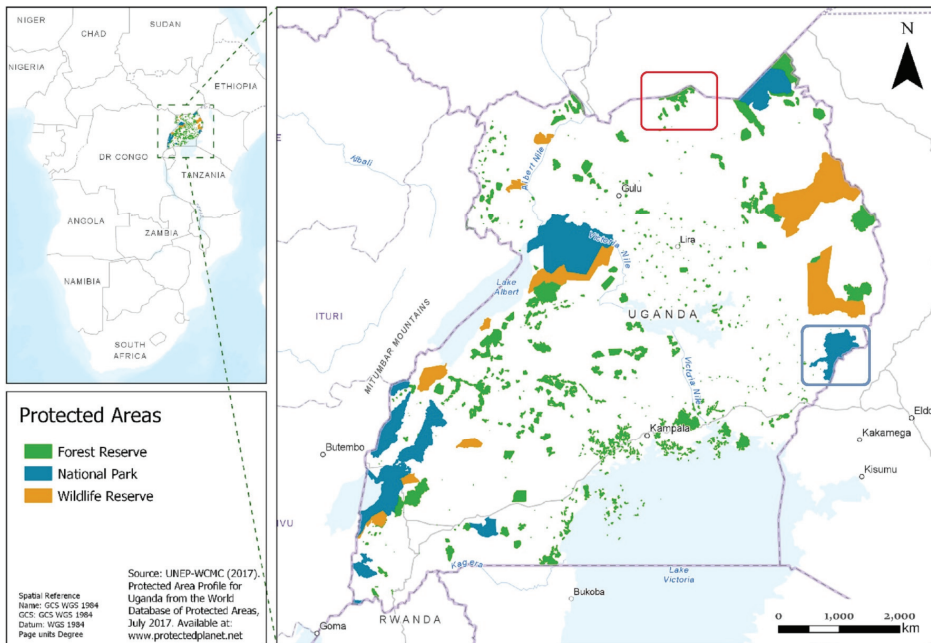 NIGER
CHAD
SUDAN
NIGERIA
ETHIOPIA
DR CONGO
TANZANIA
ANGOLA
ZAMBIA
NAMIBIA
SOUTH
AFRICA
Protected Areas
Forest Reserve
National Park
Wildlife Reserve
Spatial Reference
Name: GCS WGS 1984
GCS: GCS WGS 1984
Datum: WGS 1984
Page units Degree
Source: UNEP-WCMC (2017).
Protected Area Profile for
Uganda from the World
Database of Protected Areas,
July 2017. Available at:
www.protectedplanet.net
N
E
Albali
Albert Nile
Gulu
Victoria Nile
Lira
Lake
Albert
ITURI
MITUMBAR MOUNTAINS
UGANDA
Victoria Nile
Eldo
Kampala
Kakamega
Butembo
Kisumu
IVU
Kagera
Lake
Victoria
Bukoba
RWANDA
Goma
0 1,000 2,000
km